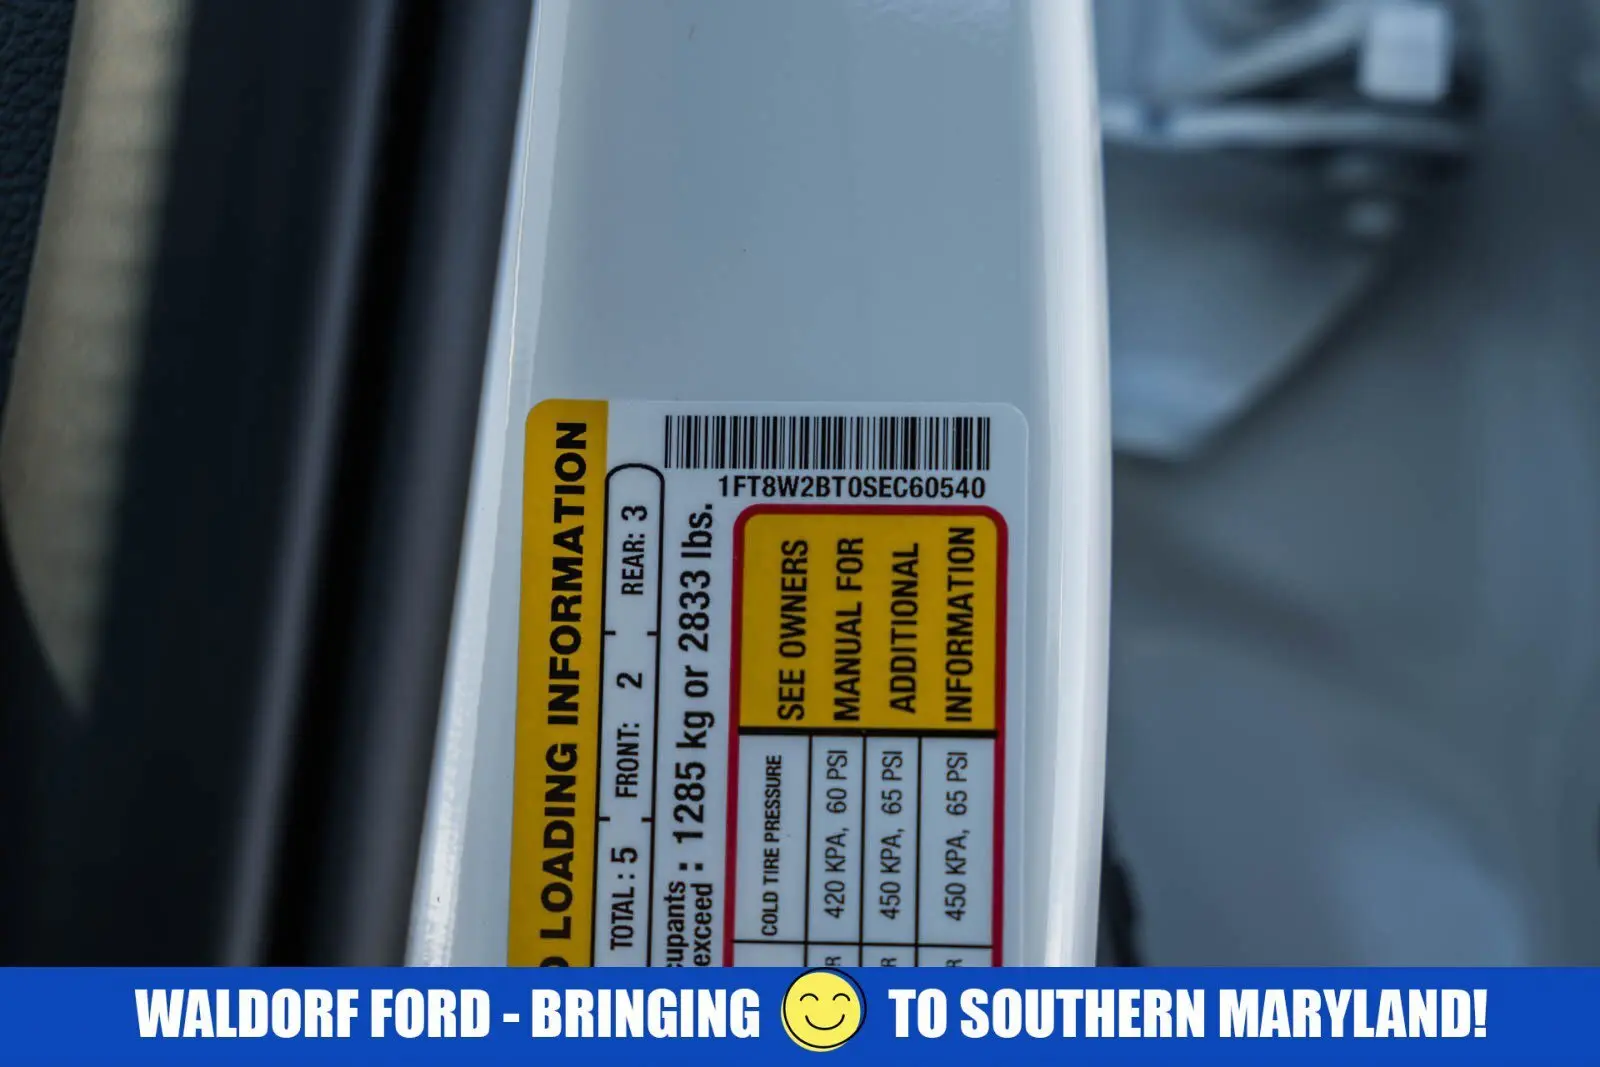 1FT8W2BT0SEC60540
LOADING INFORMATION
TOTAL : 5 FRONT: 2 REAR: 3
cupants : 1285 kg or 2833 lbs.
exceed :
COLD TIRE PRESSURE
420 KPA, 60 PSI
450 KPA, 65 PSI
450 KPA, 65 PSI
SEE OWNERS
MANUAL FOR
ADDITIONAL
INFORMATION
WALDORF FORD - BRINGING TO SOUTHERN MARYLAND!